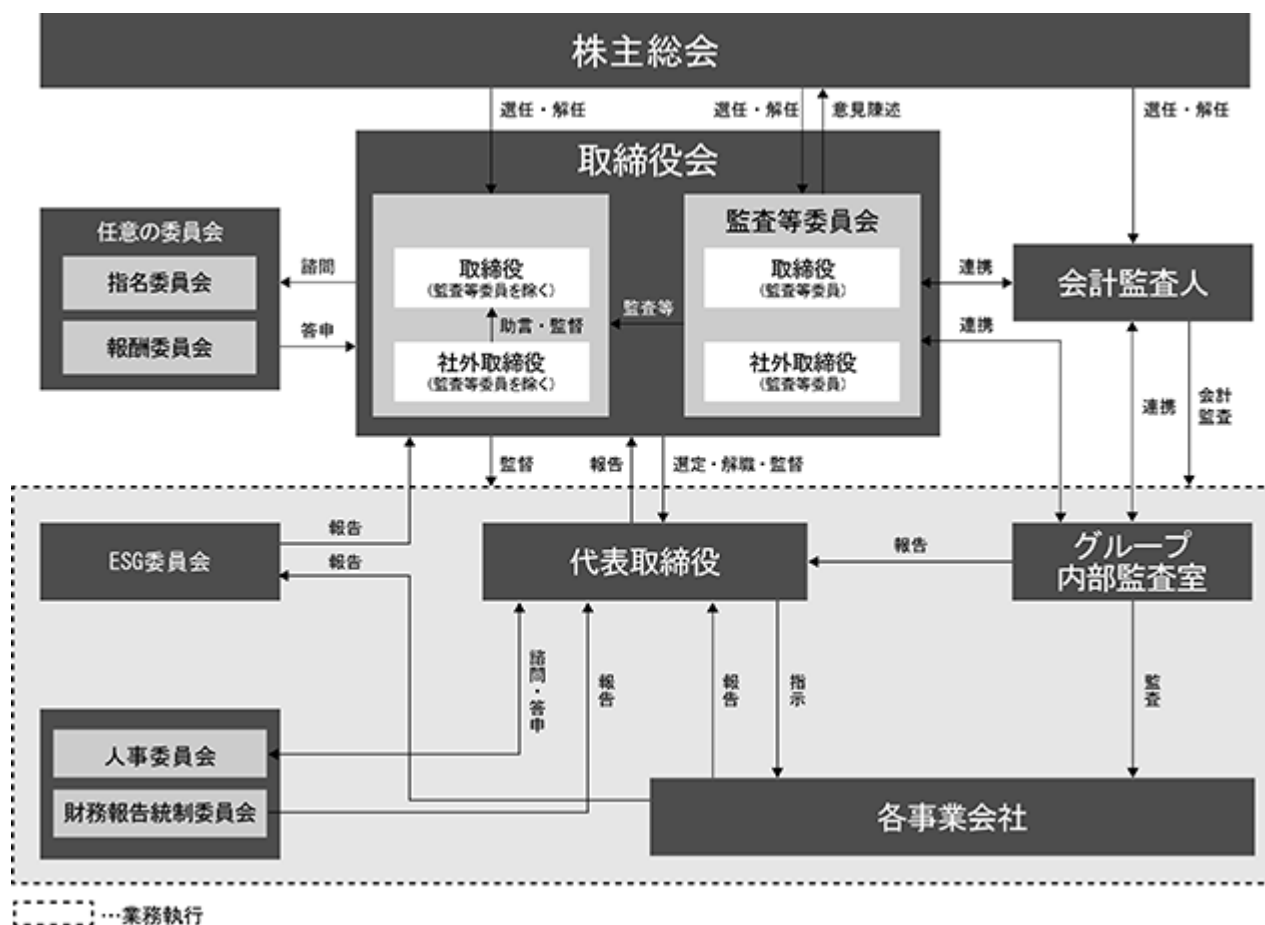 株主総会
選任・解任
選任・解任
意見陳述
選任・解任
取締役会
任意の委員会
指名委員会
報酬委員会
諮問
答申
取締役
(監査等委員を除く)
助言・監督
社外取締役
(監査等委員を除く)
監査等
監査等委員会
取締役
(監査等委員)
社外取締役
(監査等委員)
連携
連携
会計監査人
連携
会計
監査
監督
報告
選定・解職・監督
ESG委員会
報告
報告
代表取締役
報告
グループ
内部監査室
諮問・答申
報告
報告
指示
監査
人事委員会
財務報告統制委員会
各事業会社
…業務執行